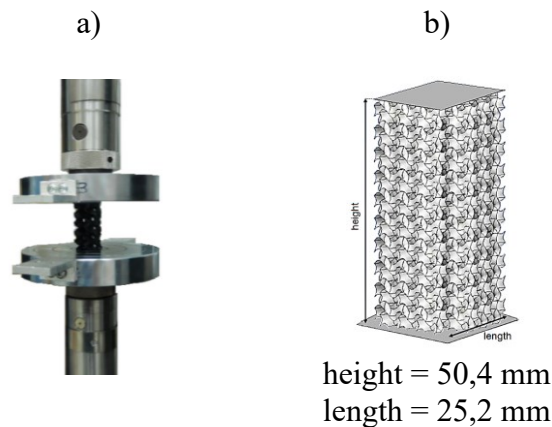 a)
b)
height
length
height = 50,4 mm
length = 25,2 mm